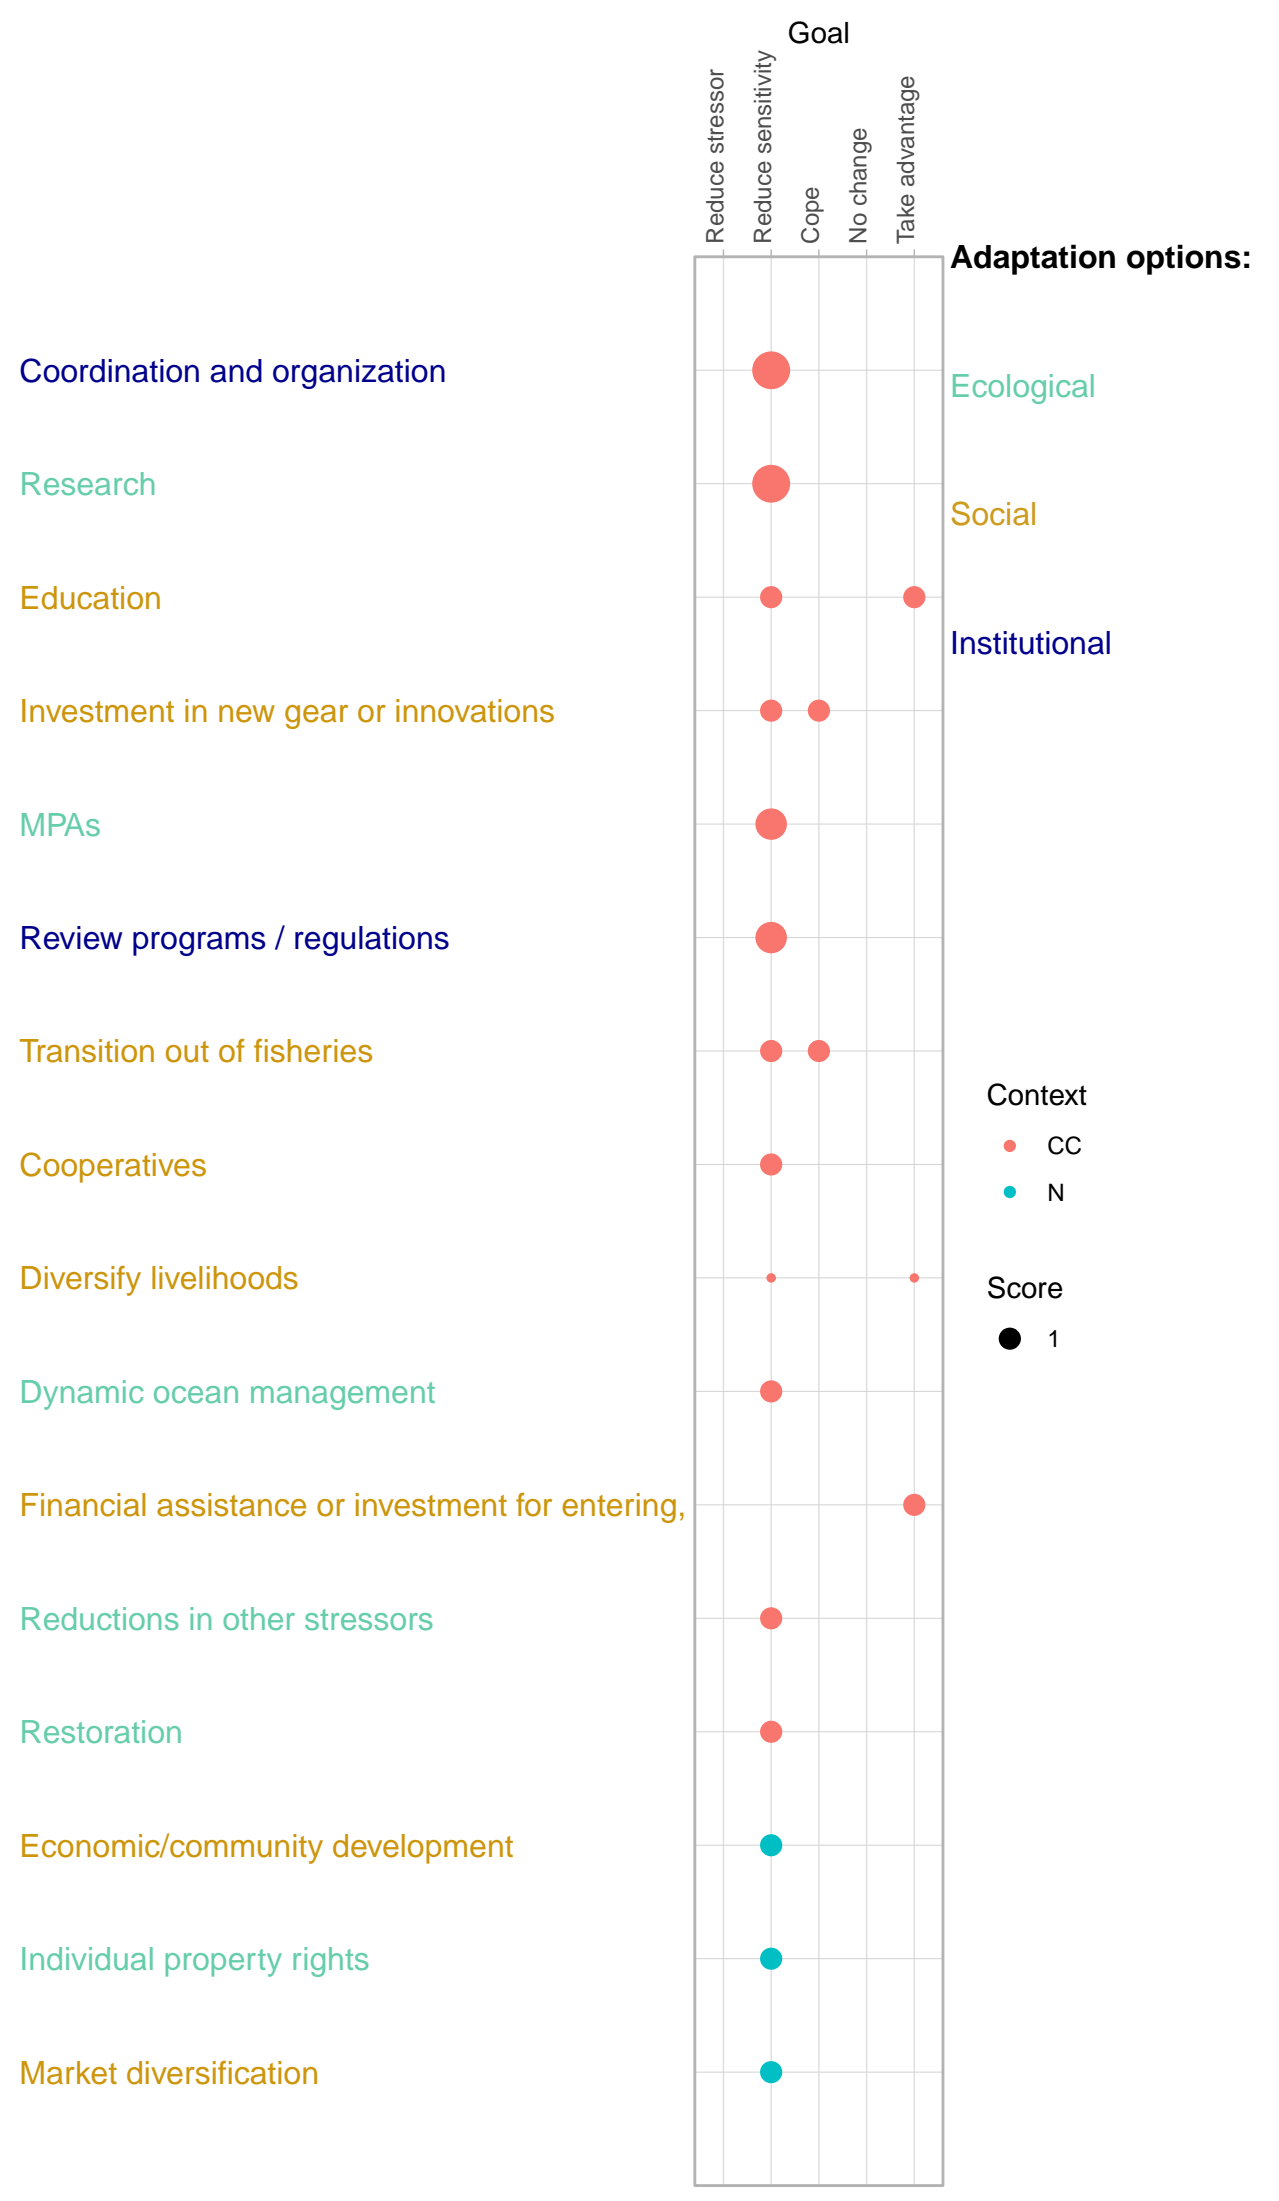 Goal
Reduce stressor
Reduce sensitivity
Cope
No change
Take advantage
Adaptation options:
Coordination and organization
Ecological
Research
Social
Education
Institutional
Investment in new gear or innovations
MPAs
Review programs / regulations
Transition out of fisheries
Context
CC
Cooperatives
N
Diversify livelihoods
Score
1
Dynamic ocean management
Financial assistance or investment for entering,
Reductions in other stressors
Restoration
Economic/community development
Individual property rights
Market diversification